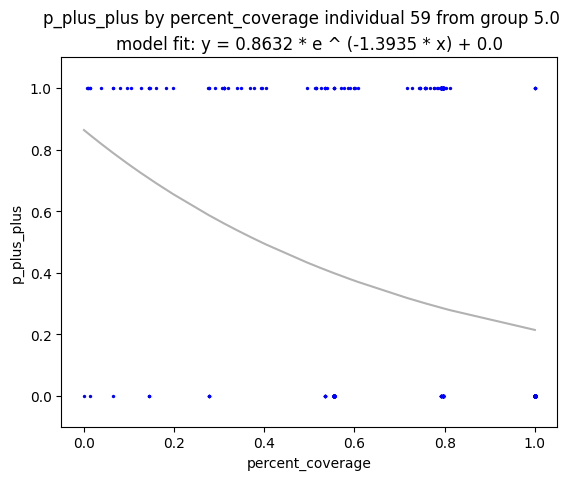 p_plus_plus by percent_coverage individual 59 from group 5.0
model fit: y = 0.8632 * e ^ (-1.3935 * x) + 0.0
1.0
0.8
0.6
0.4
0.2
0.0
p_plus_plus
0.0 0.2 0.4 0.6 0.8 1.0
percent_coverage